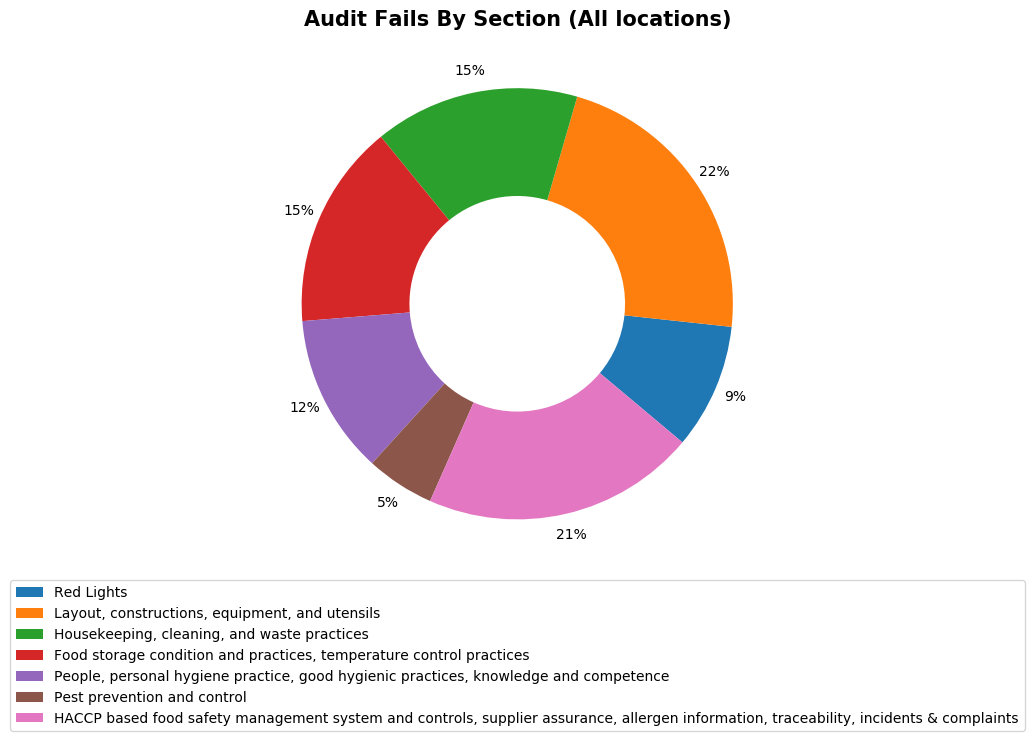 Audit Fails By Section (All locations)
15%
22%
15%
9%
12%
5%
21%
Red Lights
Layout, constructions, equipment, and utensils
Housekeeping, cleaning, and waste practices
Food storage condition and practices, temperature control practices
People, personal hygiene practice, good hygienic practices, knowledge and competence
Pest prevention and control
HACCP based food safety management system and controls, supplier assurance, allergen information, traceability, incidents & complaints